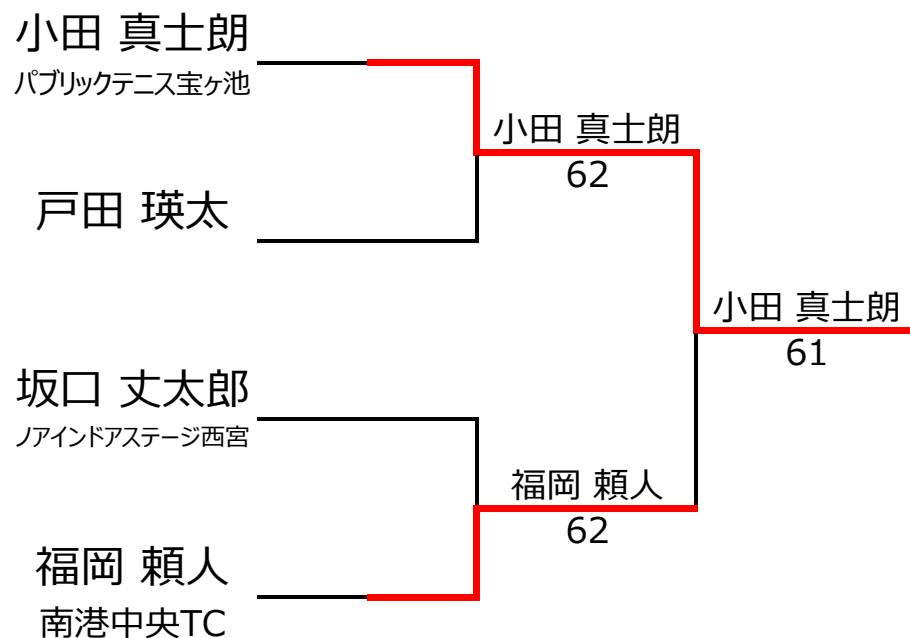 小田 真士朗
パブリックテニス宝ヶ池
小田 真士朗
62
戸田 瑛太
小田 真士朗
61
坂口 丈太郎
ノアインドアステージ西宮
福岡 頼人
62
福岡 頼人
南港中央TC